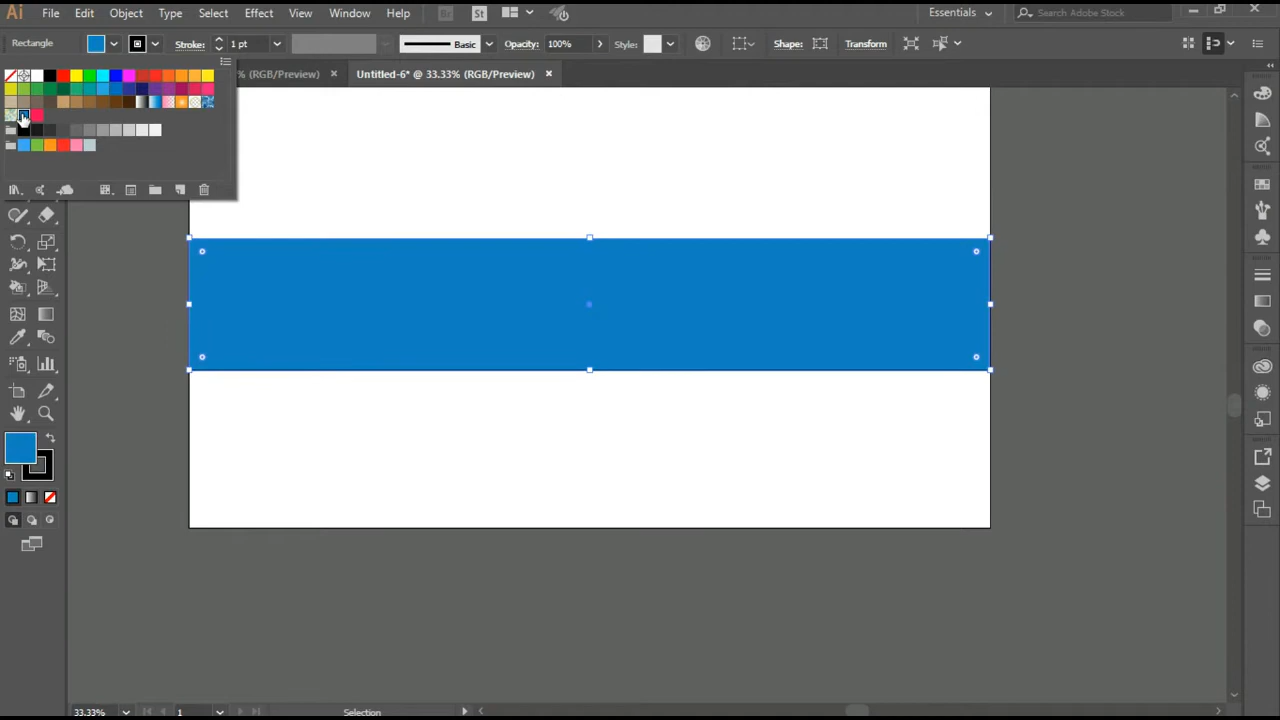 Ai File Edit Object Type Select Effect View Window Help Br St Essentials Search Adobe Stock
Rectangle Stroke: 1 pt Basic Opacity: 100% Style: Shape: Transform
% (RGB/Preview) × Untitled-6* @ 33.33% (RGB/Preview) ×
33.33% 1 Selection